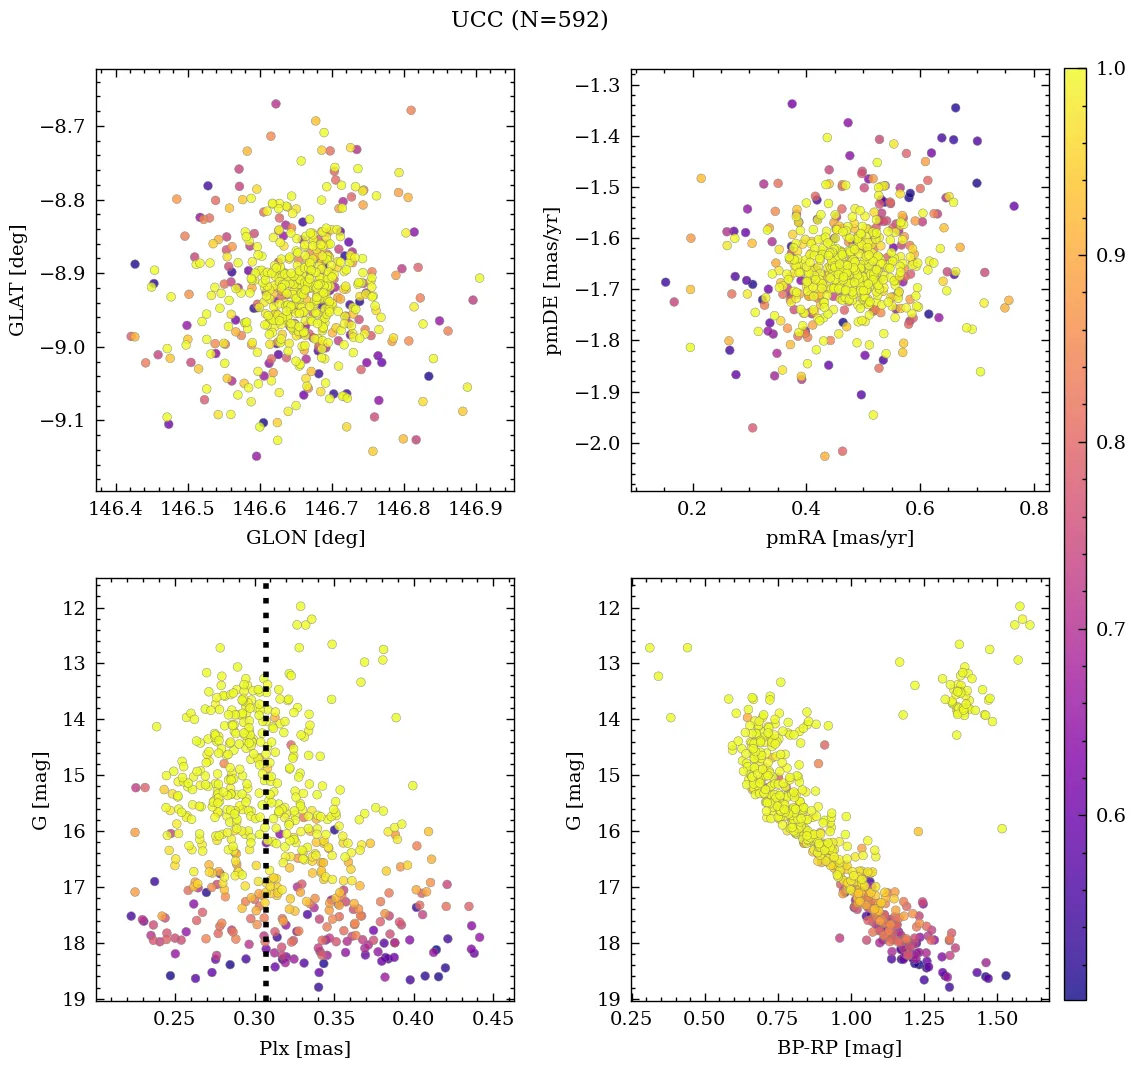 UCC (N=592)
−8.7
−8.8
−8.9
−9.0
−9.1
GLAT [deg]
146.4 146.5 146.6 146.7 146.8 146.9
GLON [deg]
−1.3
−1.4
−1.5
−1.6
−1.7
−1.8
−1.9
−2.0
pmDE [mas/yr]
0.2 0.4 0.6 0.8
pmRA [mas/yr]
1.0
0.9
0.8
0.7
0.6
12
13
14
15
16
17
18
19
G [mag]
0.25 0.30 0.35 0.40 0.45
Plx [mas]
12
13
14
15
16
17
18
19
G [mag]
0.25 0.50 0.75 1.00 1.25 1.50
BP-RP [mag]